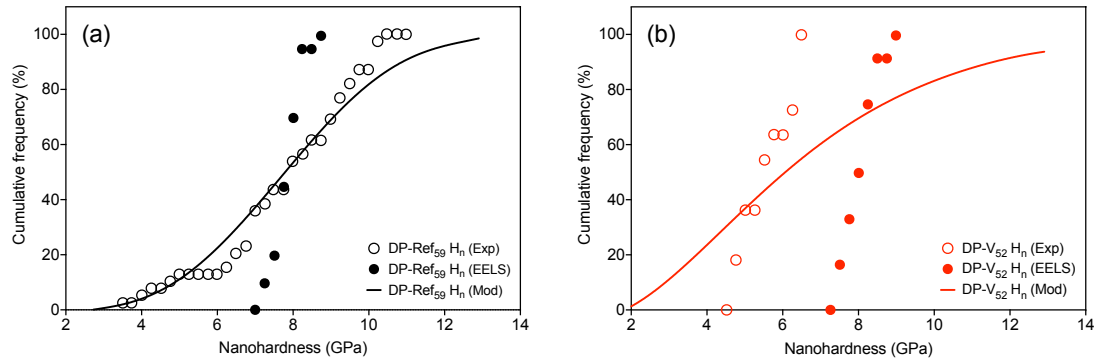 (a)
100
80
60
40
20
0
Cumulative frequency (%)
DP-Ref59 Hn (Exp)
DP-Ref59 Hn (EELS)
DP-Ref59 Hn (Mod)
2 4 6 8 10 12 14
Nanohardness (GPa)
(b)
100
80
60
40
20
0
Cumulative frequency (%)
DP-V52 Hn (Exp)
DP-V52 Hn (EELS)
DP-V52 Hn (Mod)
2 4 6 8 10 12 14
Nanohardness (GPa)